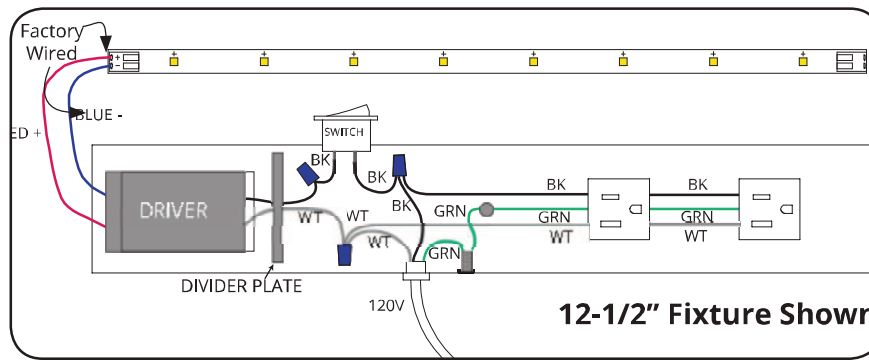 Factory
Wired
+
-
+ + + + + + + +
BLUE -
ED +
SWITCH
BK
BK
BK
BK
BK
DRIVER
WT
WT
WT
GRN
GRN
GRN
WT
GRN
WT
DIVIDER PLATE
120V
12-1/2” Fixture Shown